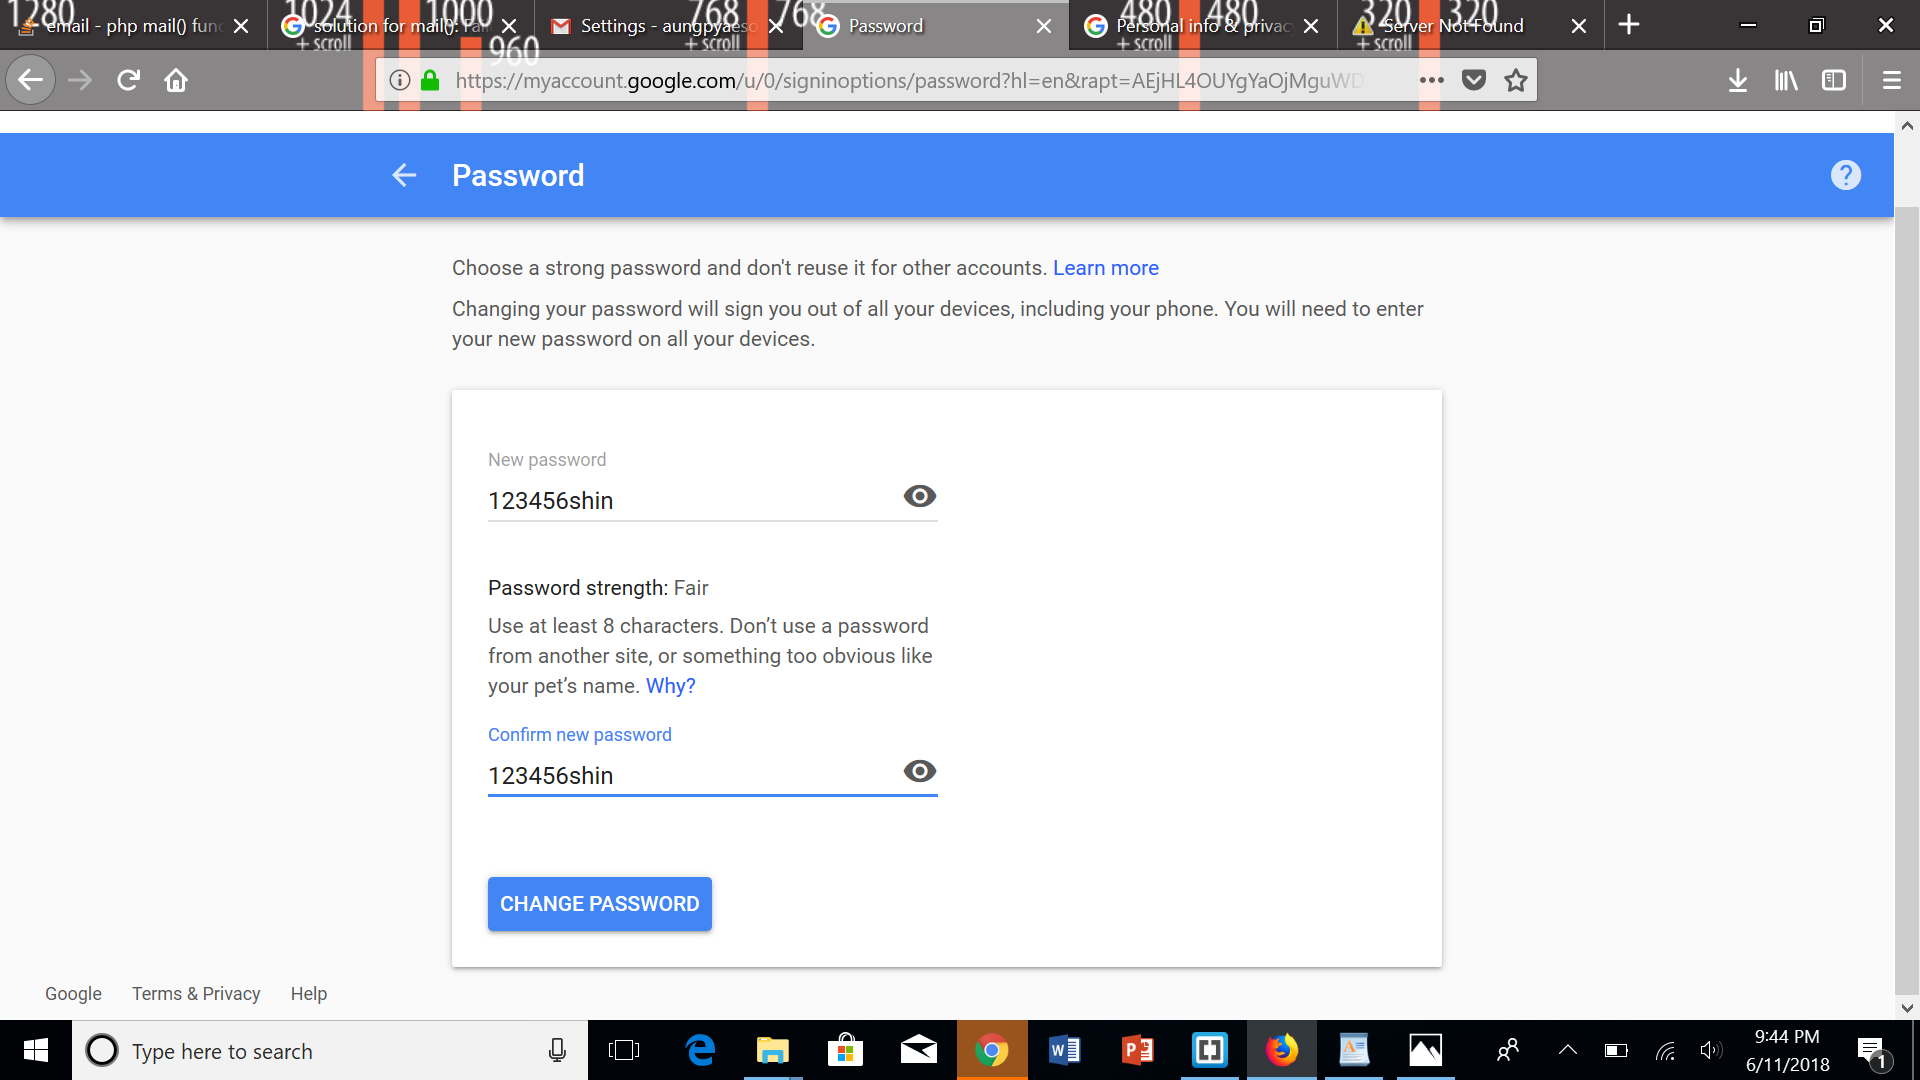 1280 1024 1000 768 768 480 480 320 320
+ scroll + scroll + scroll + scroll
960
email - php mail() func
solution for mail(): Fail
Settings - aungpyaeso
Password
Personal info & privac
Server Not Found
https://myaccount.google.com/u/0/signinoptions/password?hl=en&rapt=AEjHL4OUYgYaOjMguWD
Password
Choose a strong password and don't reuse it for other accounts. Learn more
Changing your password will sign you out of all your devices, including your phone. You will need to enter
your new password on all your devices.
New password
123456shin
Password strength: Fair
Use at least 8 characters. Don’t use a password
from another site, or something too obvious like
your pet’s name. Why?
Confirm new password
123456shin
CHANGE PASSWORD
Google Terms & Privacy Help
Type here to search
9:44 PM
6/11/2018
1